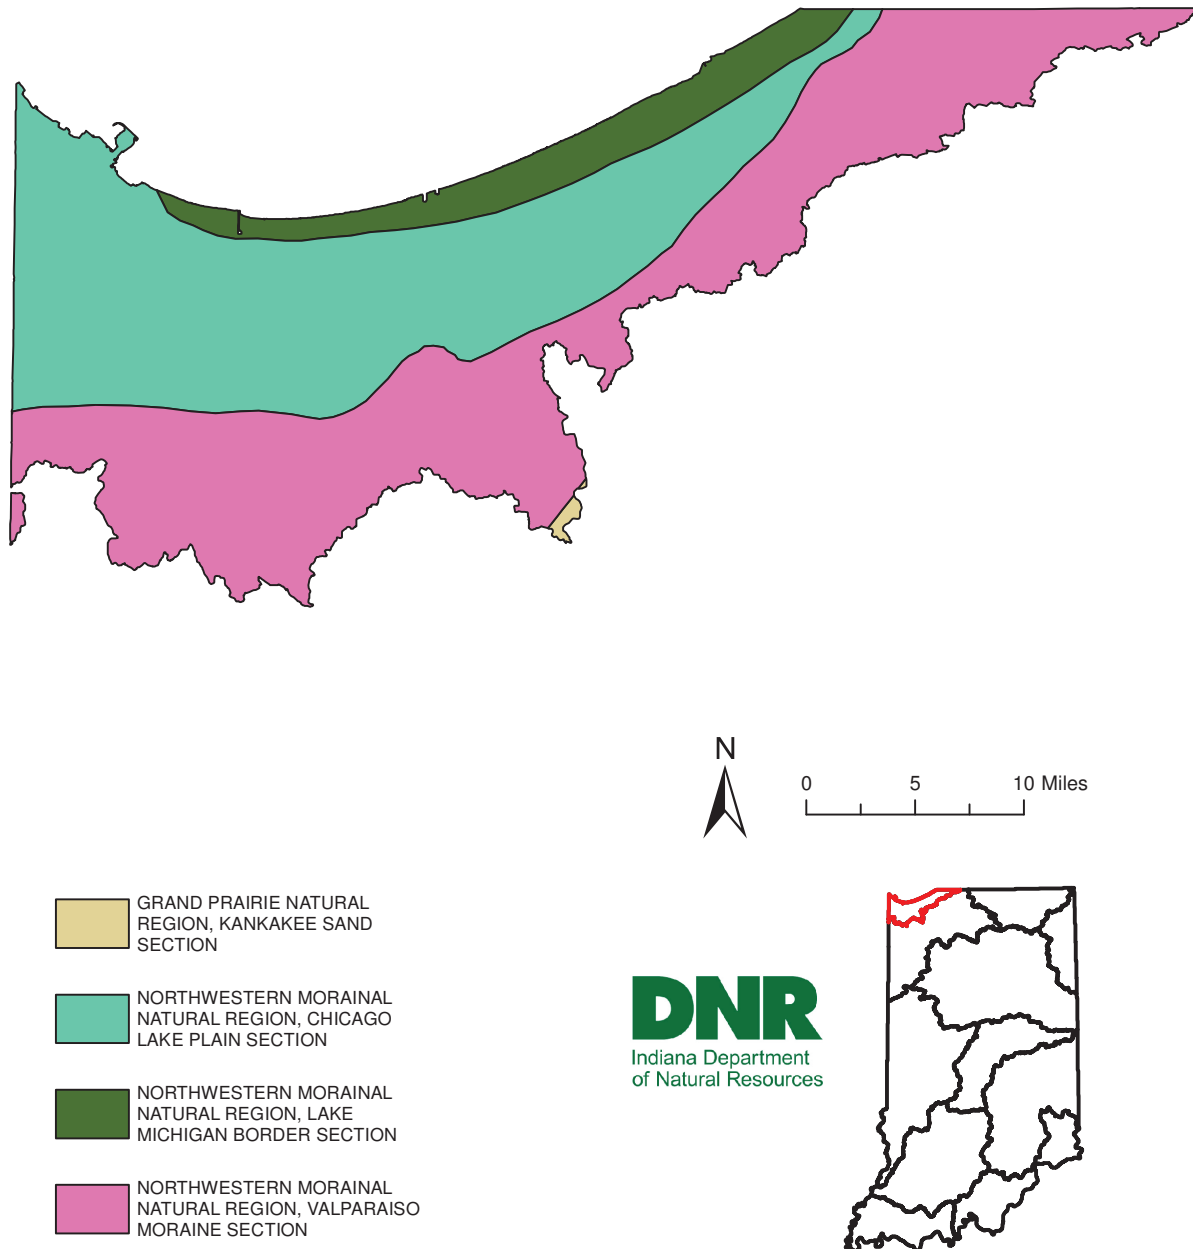 N
0 5 10 Miles
GRAND PRAIRIE NATURAL
REGION, KANKAKEE SAND
SECTION
NORTHWESTERN MORAINAL
NATURAL REGION, CHICAGO
LAKE PLAIN SECTION
NORTHWESTERN MORAINAL
NATURAL REGION, LAKE
MICHIGAN BORDER SECTION
NORTHWESTERN MORAINAL
NATURAL REGION, VALPARAISO
MORAINE SECTION
DNR
Indiana Department
of Natural Resources